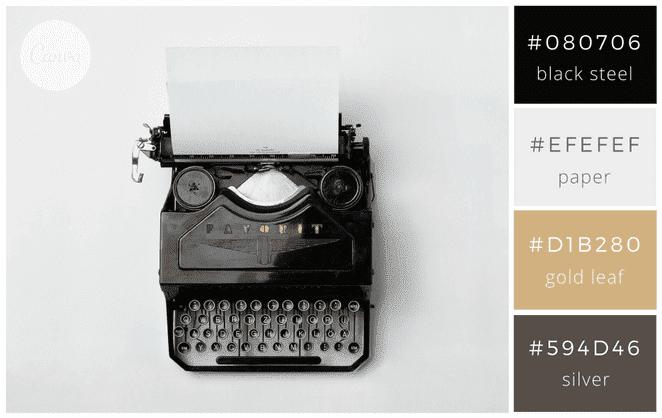 Canva
FAVORIT
#080706
black steel
#EFEFEF
paper
#D1B280
gold leaf
#594D46
silver